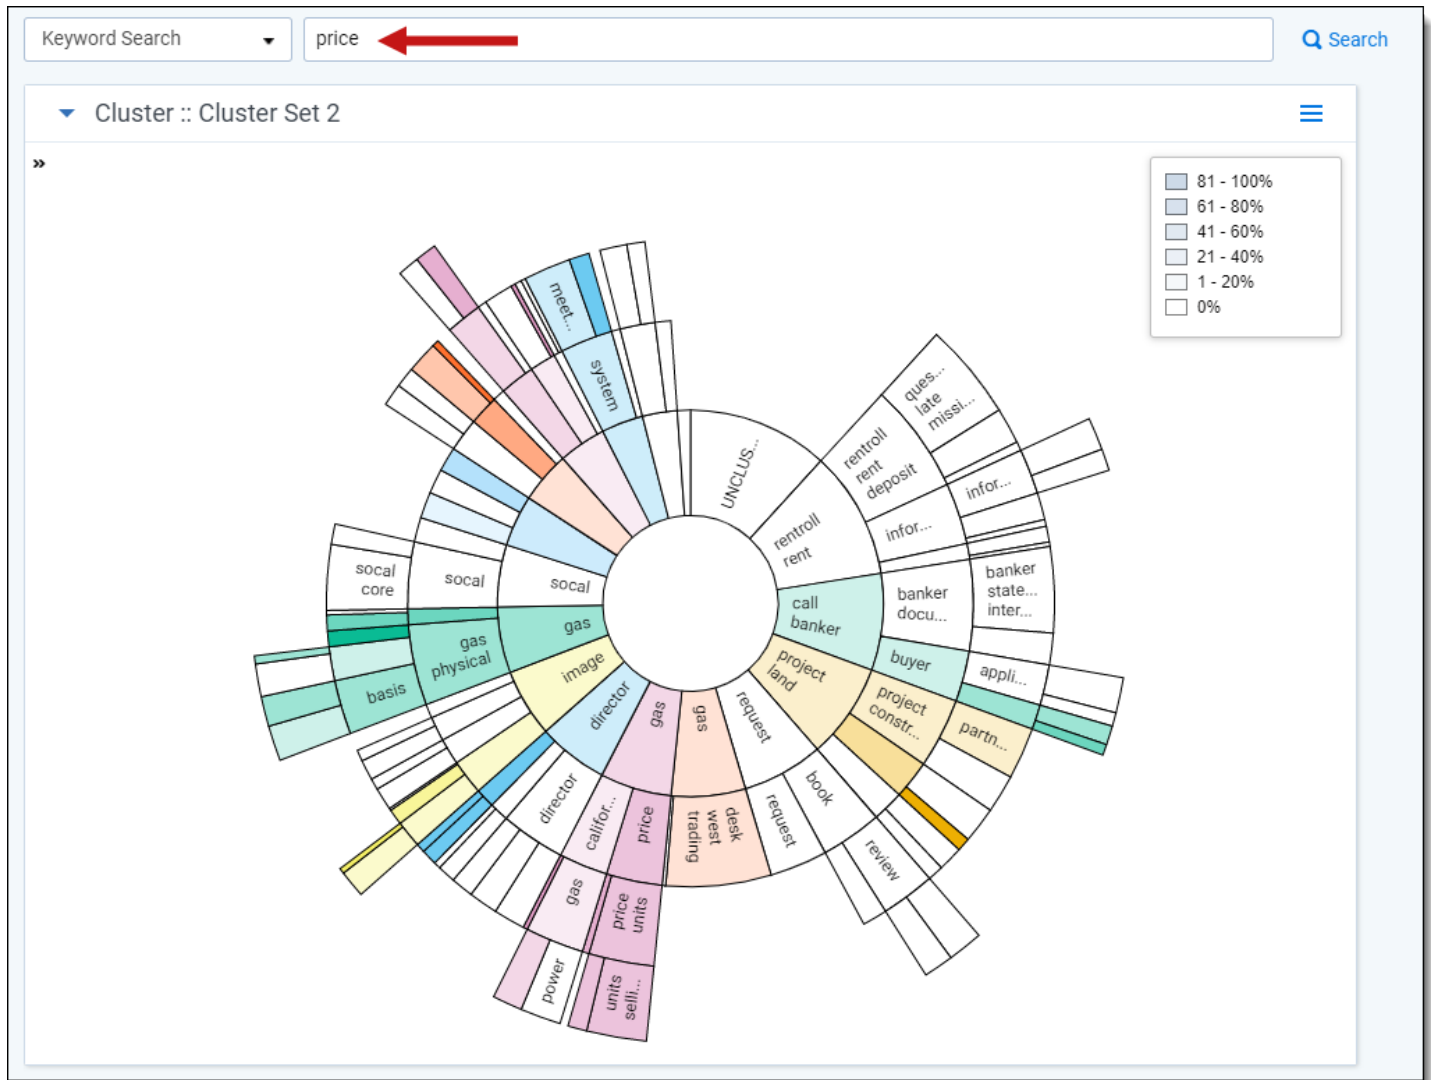 Keyword Search
price
Search
Cluster :: Cluster Set 2
»
81 - 100%
61 - 80%
41 - 60%
21 - 40%
1 - 20%
0%
meet...
system
UNCLUS...
ques...
late
missi...
rentroll
rent
deposit
infor...
infor...
rentroll
rent
banker
state...
inter...
banker
docu...
call
banker
buyer
appli...
project
land
project
constr...
partn...
request
book
request
review
gas
desk
west
trading
gas
price
califor...
price
units
gas
units
selli...
power
director
director
image
gas
gas
physical
basis
socal
socal
socal
core